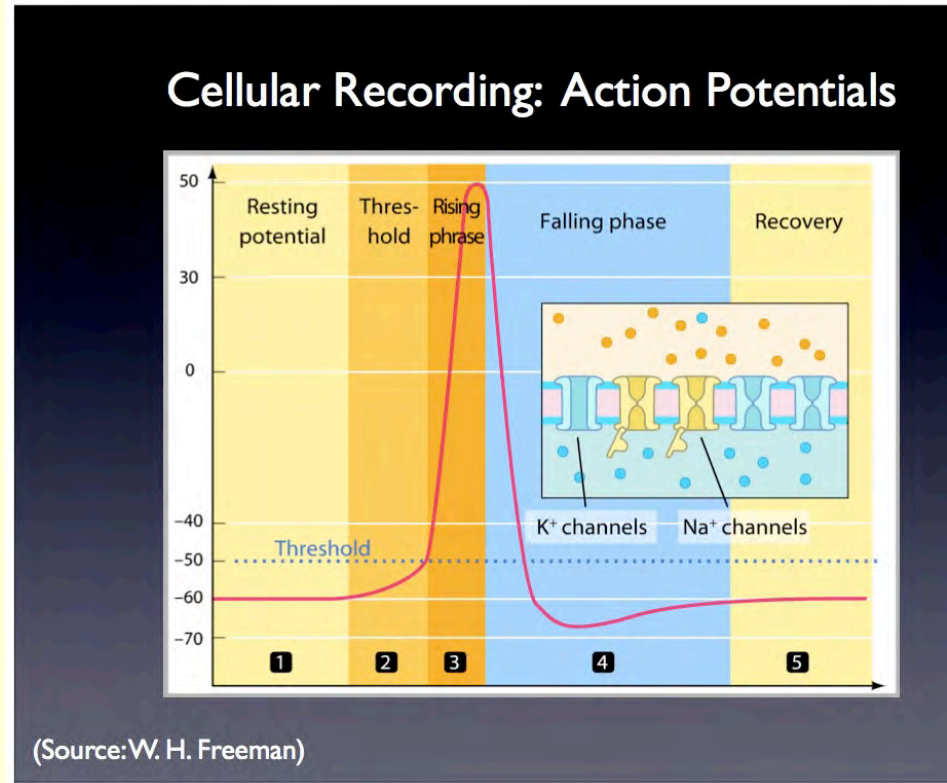 Cellular Recording: Action Potentials
50
30
0
–40
–50
–60
–70
Resting
potential
Thres-
hold
Rising
phrase
Falling phase
Recovery
K+ channels
Na+ channels
Threshold
1
2
3
4
5
(Source: W. H. Freeman)